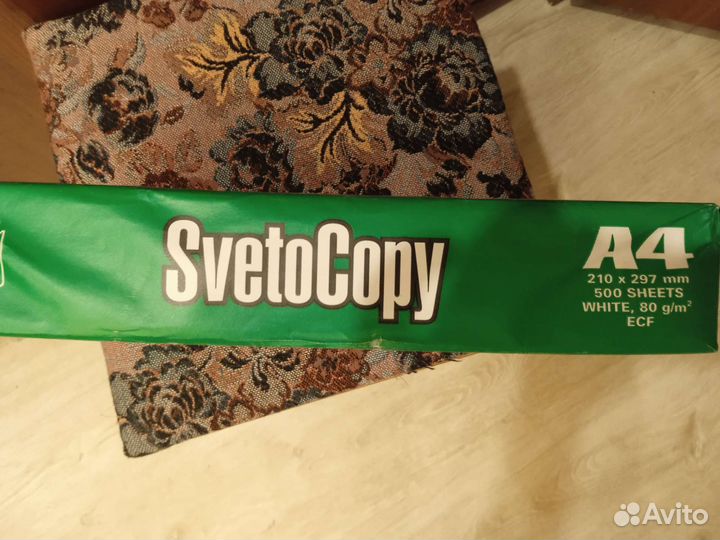 SvetoCopy
A4
210 x 297 mm
500 SHEETS
WHITE, 80 g/m²
ECF
Avito